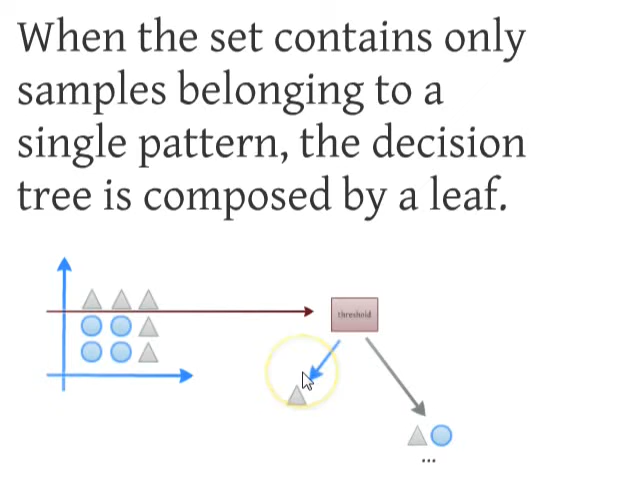 When the set contains only
samples belonging to a
single pattern, the decision
tree is composed by a leaf.
threshold
...